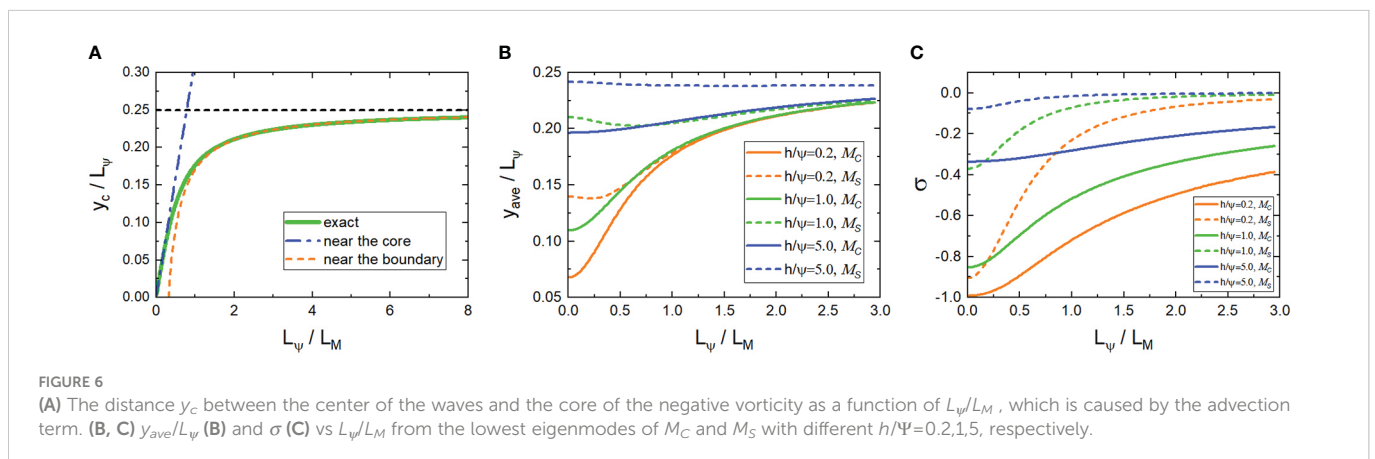 A
0.30
0.25
0.20
0.15
0.10
0.05
0.00
0
2
4
6
8
y_c / L_ψ
L_ψ / L_M
exact
near the core
near the boundary
B
0.25
0.20
0.15
0.10
0.05
0.0
0.5
1.0
1.5
2.0
2.5
3.0
y_ave / L_ψ
L_ψ / L_M
h/ψ=0.2, M_C
h/ψ=0.2, M_S
h/ψ=1.0, M_C
h/ψ=1.0, M_S
h/ψ=5.0, M_C
h/ψ=5.0, M_S
C
0.0
-0.2
-0.4
-0.6
-0.8
-1.0
0.0
0.5
1.0
1.5
2.0
2.5
3.0
σ
L_ψ / L_M
h/ψ=0.2, M_C
h/ψ=0.2, M_S
h/ψ=1.0, M_C
h/ψ=1.0, M_S
h/ψ=5.0, M_C
h/ψ=5.0, M_S
FIGURE 6
(A) The distance y_c between the center of the waves and the core of the negative vorticity as a function of L_ψ/L_M , which is caused by the advection
term. (B, C) y_ave/L_ψ (B) and σ (C) vs L_ψ/L_M from the lowest eigenmodes of M_C and M_S with different h/Ψ=0.2,1,5, respectively.